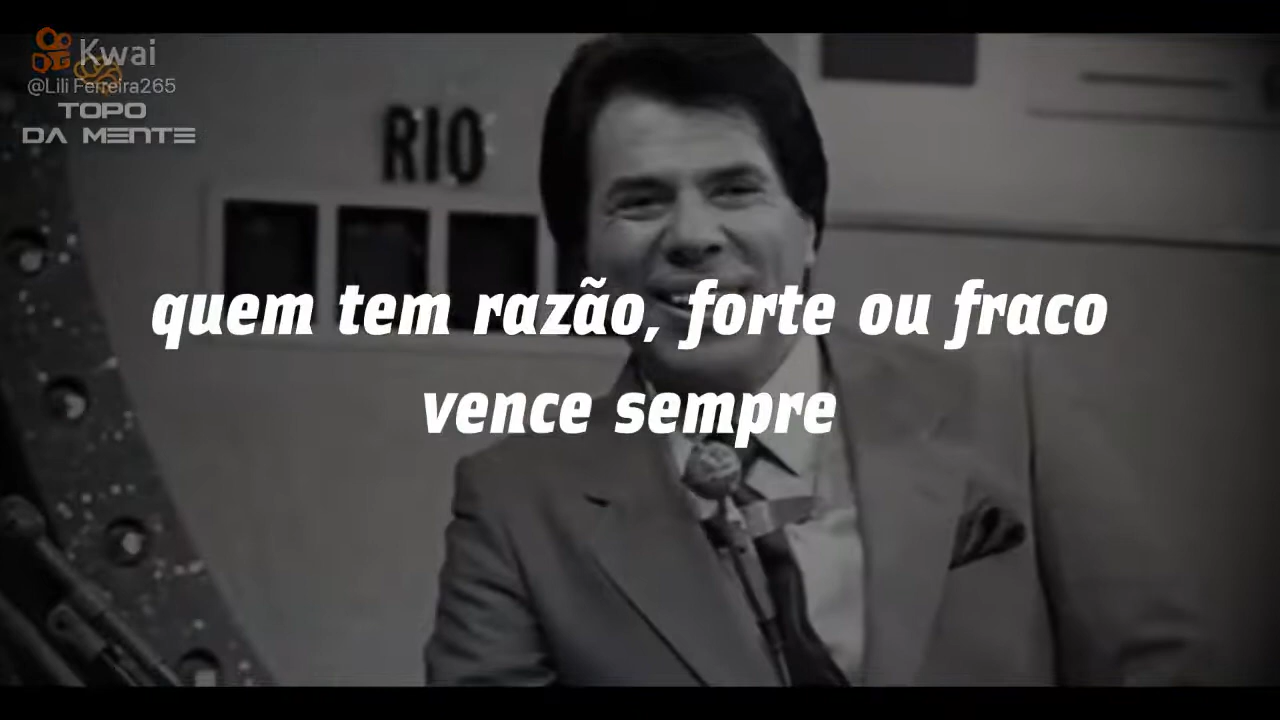 Kwai
@Lili Ferreira265
TOPO
DA MENTE
RIO
quem tem razão, forte ou fraco
vence sempre